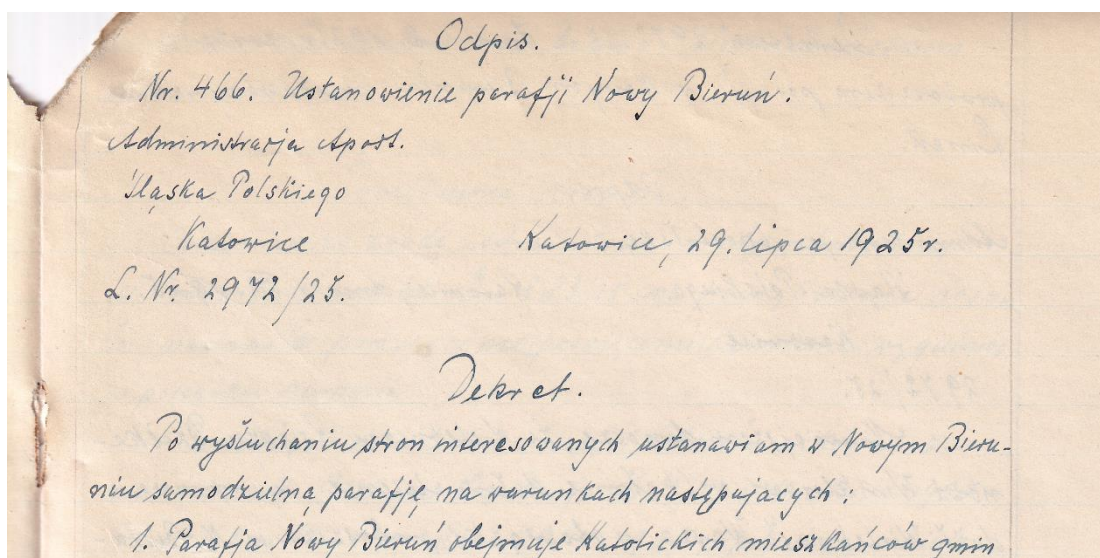 Odpis.
Nr. 466. Ustanowienie parafji Nowy Bieruń.
Administracja Apost.
Śląska Polskiego
Katowice
Katowice, 29. lipca 1925r.
L. Nr. 2972/25.
Dekret.
Po wysłuchaniu stron interesowanych ustanawiam w Nowym Bieru-
niu samodzielną parafję na warunkach następujących:
1. Parafja Nowy Bieruń obejmuje Katolickich mieszkańców gmin